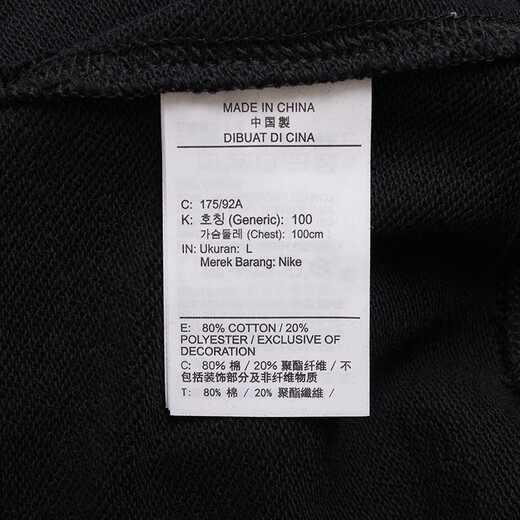 MADE IN CHINA
中国製
DIBUAT DI CINA
C: 175/92A
K: 호칭 (Generic): 100
가슴둘레 (Chest): 100cm
IN: Ukuran: L
Merek Barang: Nike
E: 80% COTTON / 20%
POLYESTER / EXCLUSIVE OF
DECORATION
C: 80% 棉 / 20% 聚酯纤维 / 不
包括装饰部分及非纤维物质
T: 80% 棉 / 20% 聚酯纖維 /